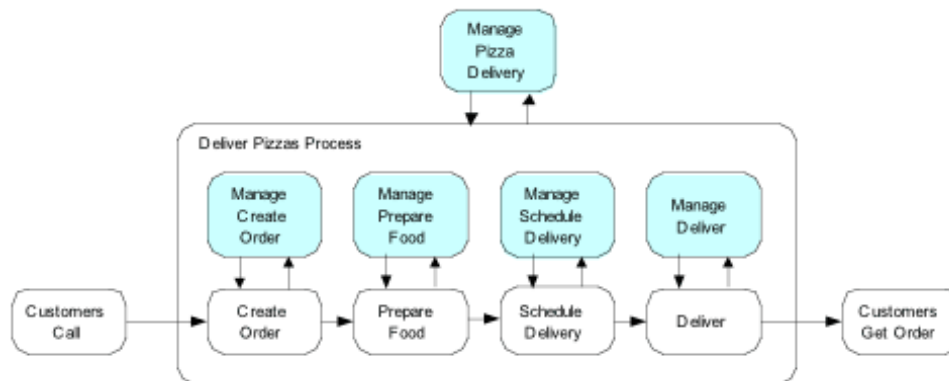 Manage
Pizza
Delivery
Deliver Pizzas Process
Manage
Create
Order
Manage
Prepare
Food
Manage
Schedule
Delivery
Manage
Deliver
Customers
Call
Create
Order
Prepare
Food
Schedule
Delivery
Deliver
Customers
Get Order